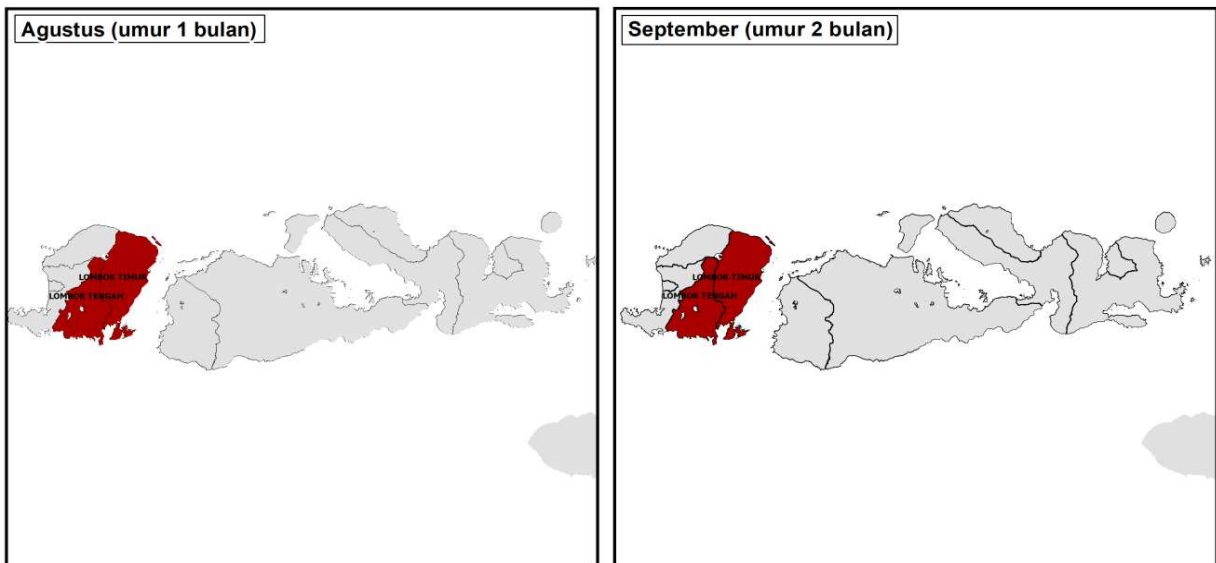 Agustus (umur 1 bulan)
LOMBOK TIMUR
LOMBOK TENGAH
September (umur 2 bulan)
LOMBOK TIMUR
LOMBOK TENGAH